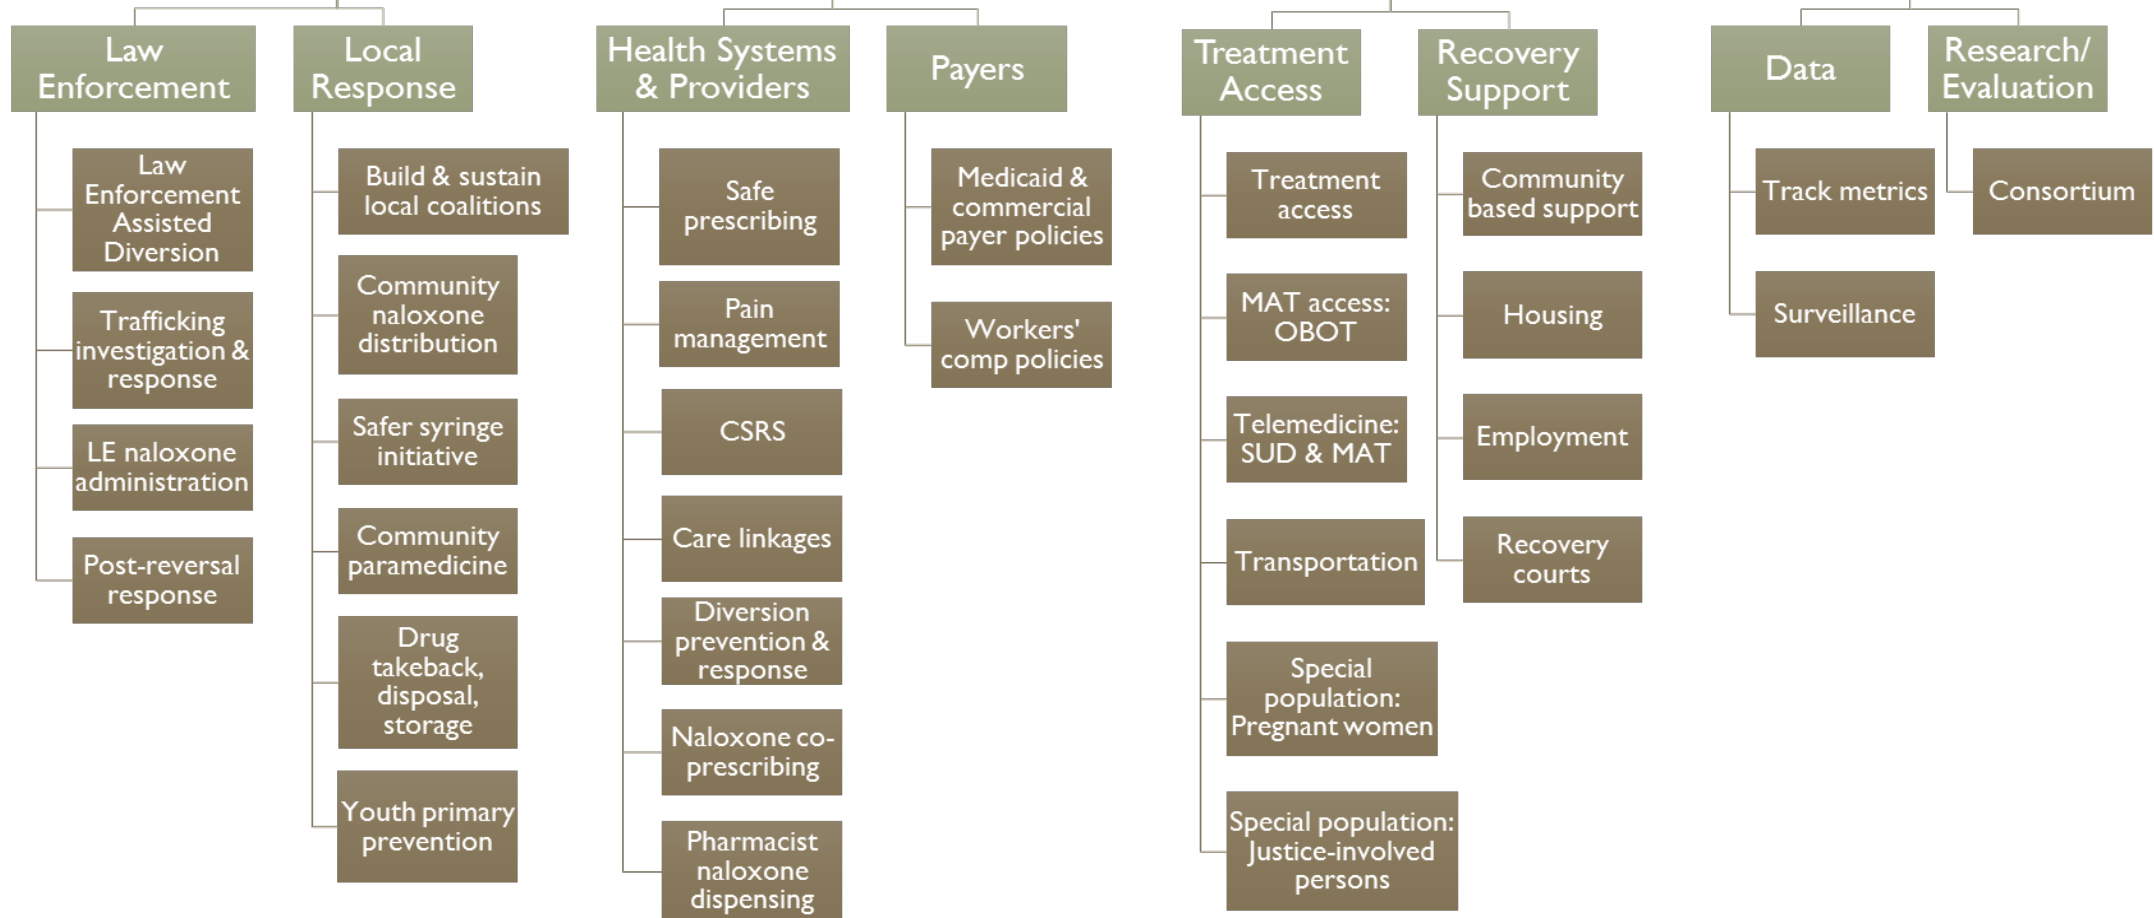 Law
Enforcement
Law
Enforcement
Assisted
Diversion
Trafficking
investigation &
response
LE naloxone
administration
Post-reversal
response
Local
Response
Build & sustain
local coalitions
Community
naloxone
distribution
Safer syringe
initiative
Community
paramedicine
Drug
takeback,
disposal,
storage
Youth primary
prevention
Health Systems
& Providers
Safe
prescribing
Pain
management
CSRS
Care linkages
Diversion
prevention &
response
Naloxone co-
prescribing
Pharmacist
naloxone
dispensing
Payers
Medicaid &
commercial
payer policies
Workers'
comp policies
Treatment
Access
Treatment
access
MAT access:
OBOT
Telemedicine:
SUD & MAT
Transportation
Special
population:
Pregnant women
Special population:
Justice-involved
persons
Recovery
Support
Community
based support
Housing
Employment
Recovery
courts
Data
Track metrics
Surveillance
Research/
Evaluation
Consortium